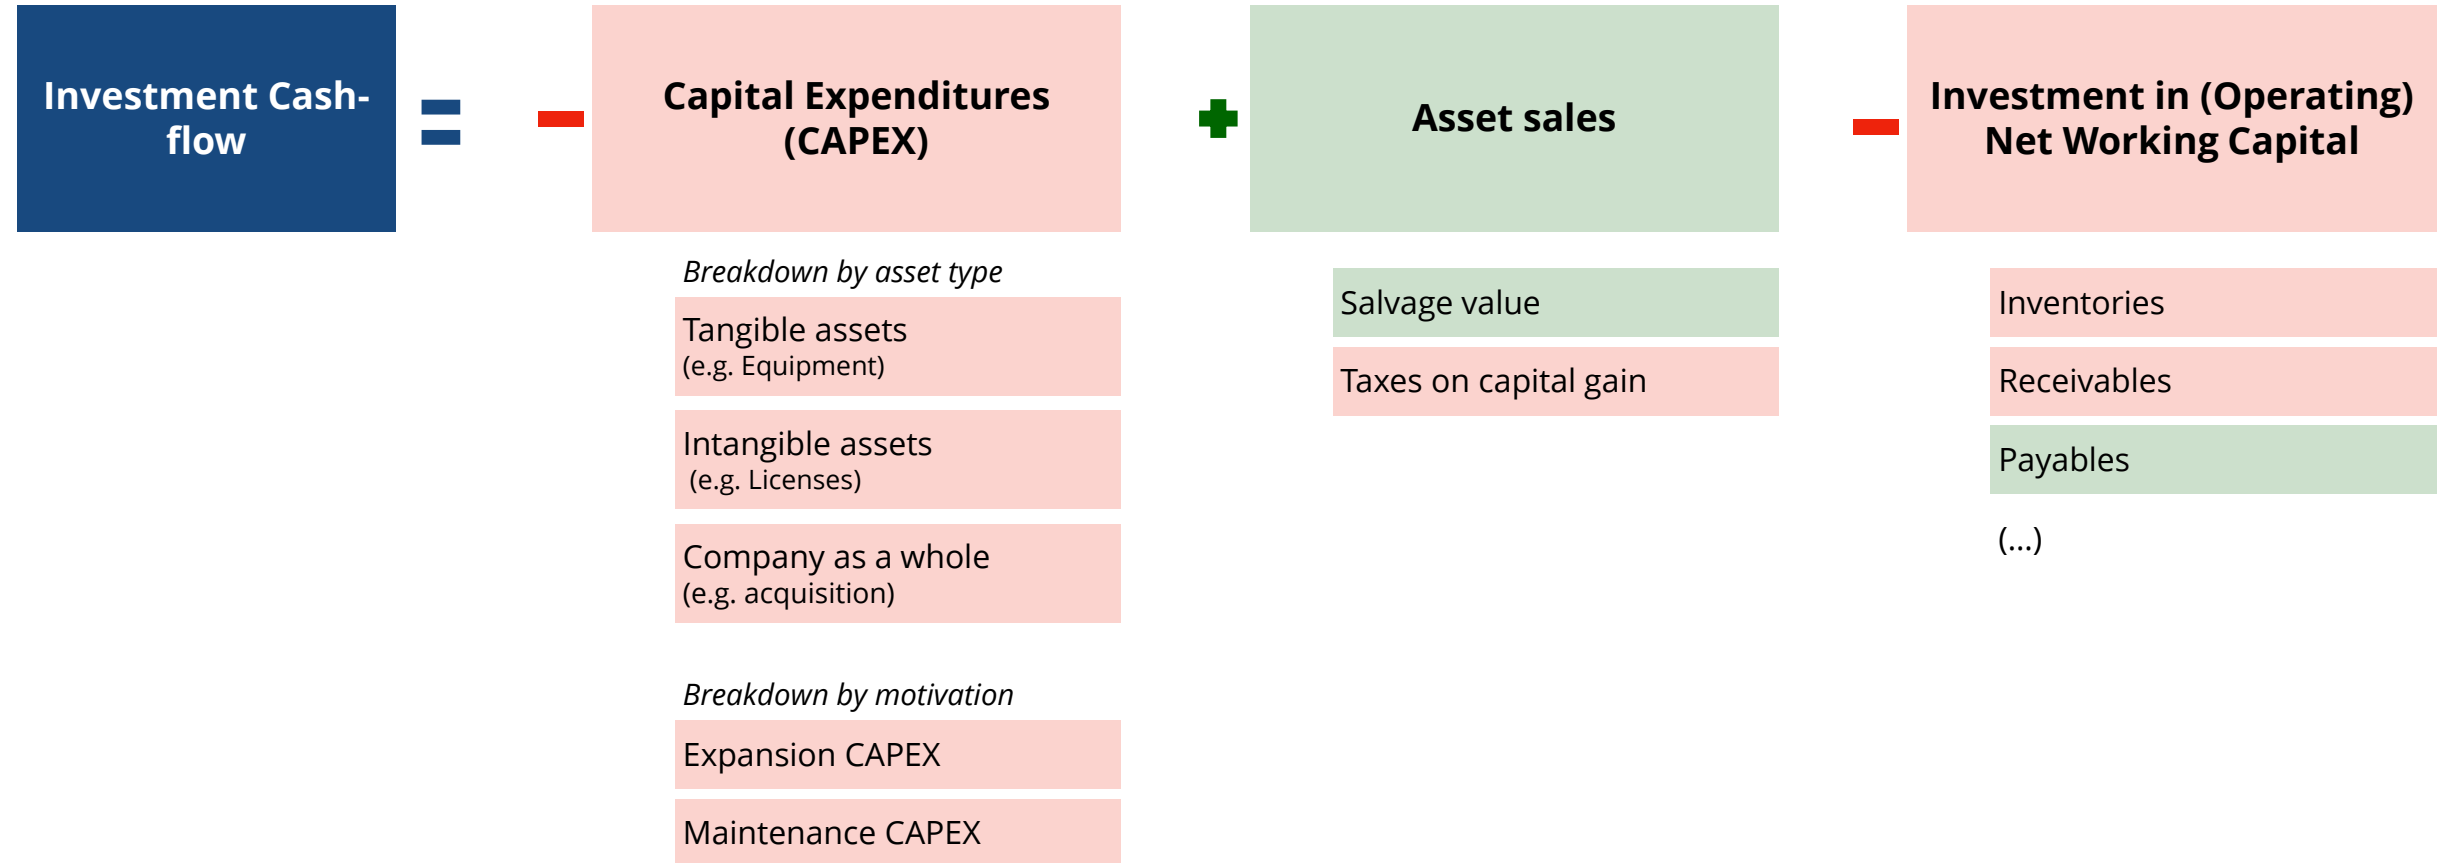 Investment Cash-
flow
Capital Expenditures
(CAPEX)
Asset sales
Investment in (Operating)
Net Working Capital
Breakdown by asset type
Tangible assets
(e.g. Equipment)
Intangible assets
(e.g. Licenses)
Company as a whole
(e.g. acquisition)
Breakdown by motivation
Expansion CAPEX
Maintenance CAPEX
Salvage value
Taxes on capital gain
Inventories
Receivables
Payables
(...)